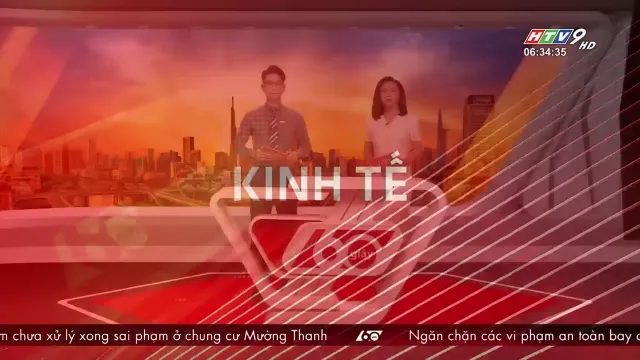 HTV9 HD
06:34:35
KINH TẾ
60 giây
m chưa xử lý xong sai phạm ở chung cư Mường Thanh 60 Ngăn chặn các vi phạm an toàn bay